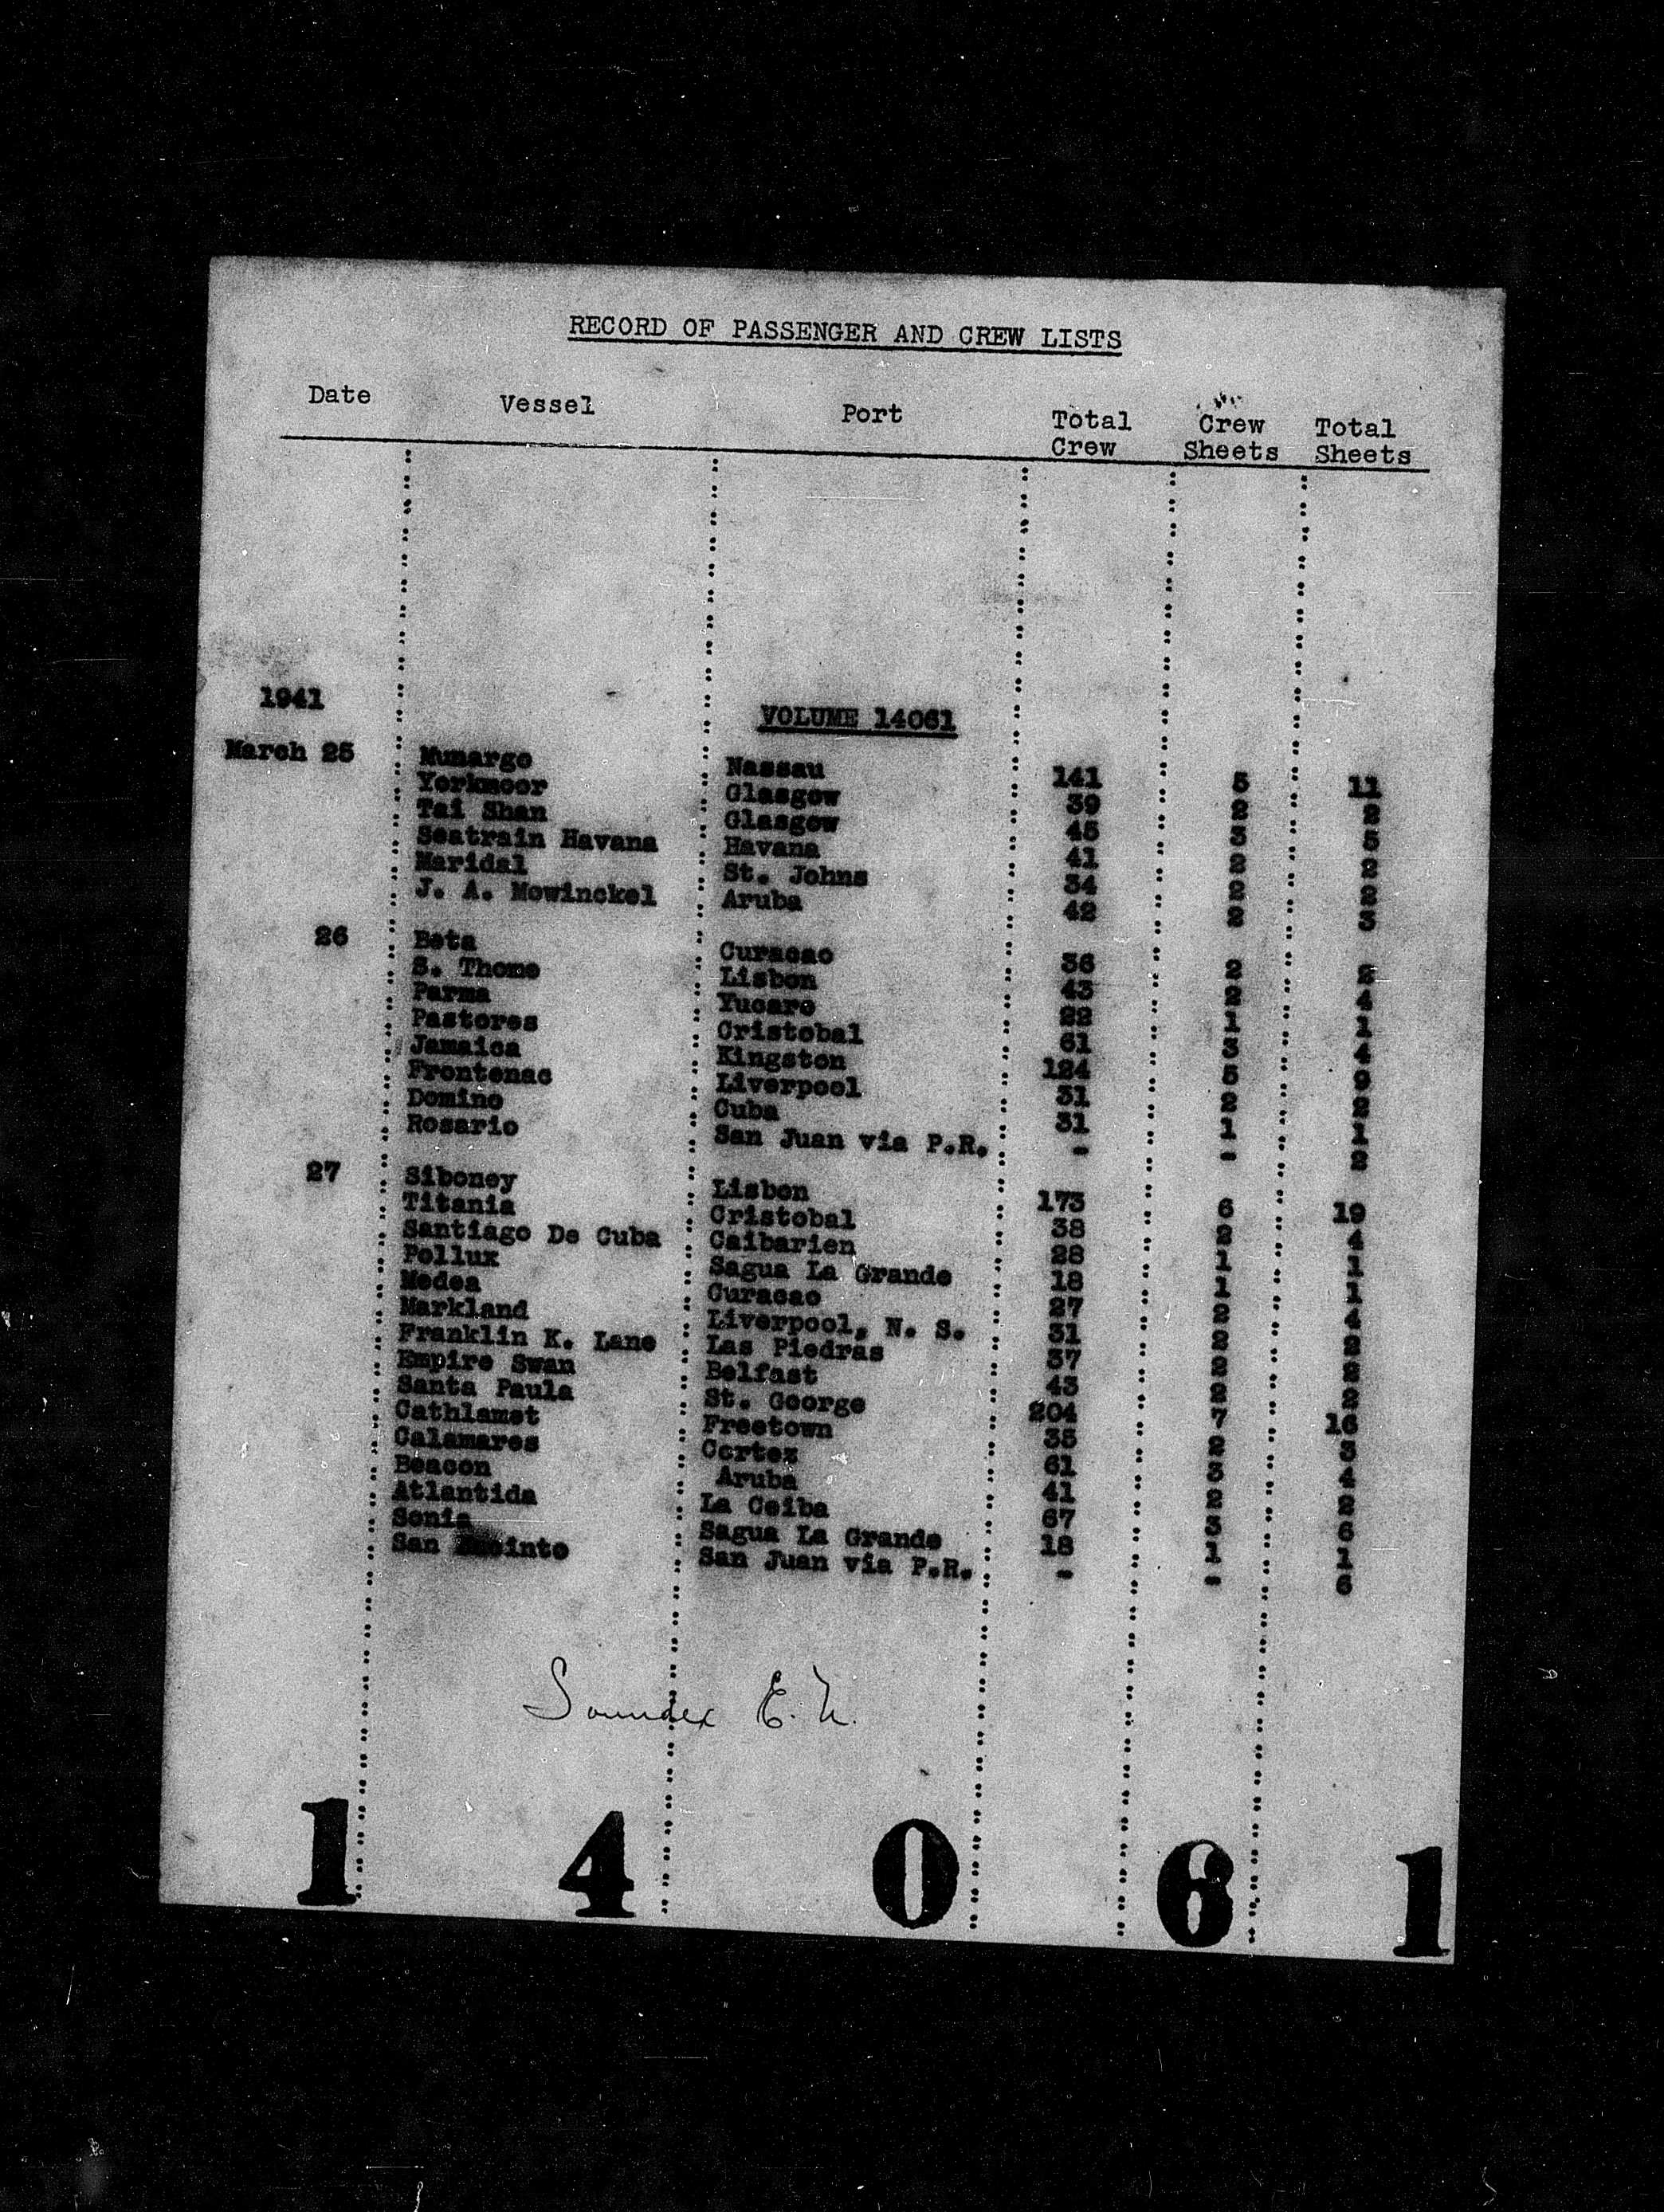 RECORD OF PASSENGER AND CREW LISTS
Date Vessel Port Total Crew Crew Sheets Total Sheets
1941
VOLUME 14061
March 25 Munargo Nassau 141 5 11
Yorkmoor Glasgow 39 2 2
Tai Shan Glasgow 45 3 5
Seatrain Havana Havana 41 2 2
Maridal St. Johns 34 2 2
J. A. Mowinckel Aruba 42 2 3
26 Beta Curacao 36 2 2
S. Thome Lisbon 43 2 4
Parma Yucaro 22 1 1
Pastores Cristobal 61 3 4
Jamaica Kingston 124 5 9
Frontenac Liverpool 31 2 2
Domino Cuba 31 1 1
Rosario San Juan via P.R. - - 2
27 Siboney Lisbon 173 6 19
Titania Cristobal 38 2 4
Santiago De Cuba Caibarien 28 1 1
Pollux Sagua La Grande 18 1 1
Medea Curacao 27 2 4
Markland Liverpool, N. S. 31 2 2
Franklin K. Lane Las Piedras 37 2 2
Empire Swan Belfast 43 2 2
Santa Paula St. George 204 7 16
Cathlamet Freetown 35 2 3
Calamares Cortez 61 3 4
Beacon Aruba 41 2 2
Atlantida La Ceiba 67 3 6
Sonia Sagua La Grande 18 1 1
San San Juan via P.R. - - 6
Soundex E. N.
1 4 0 6 1